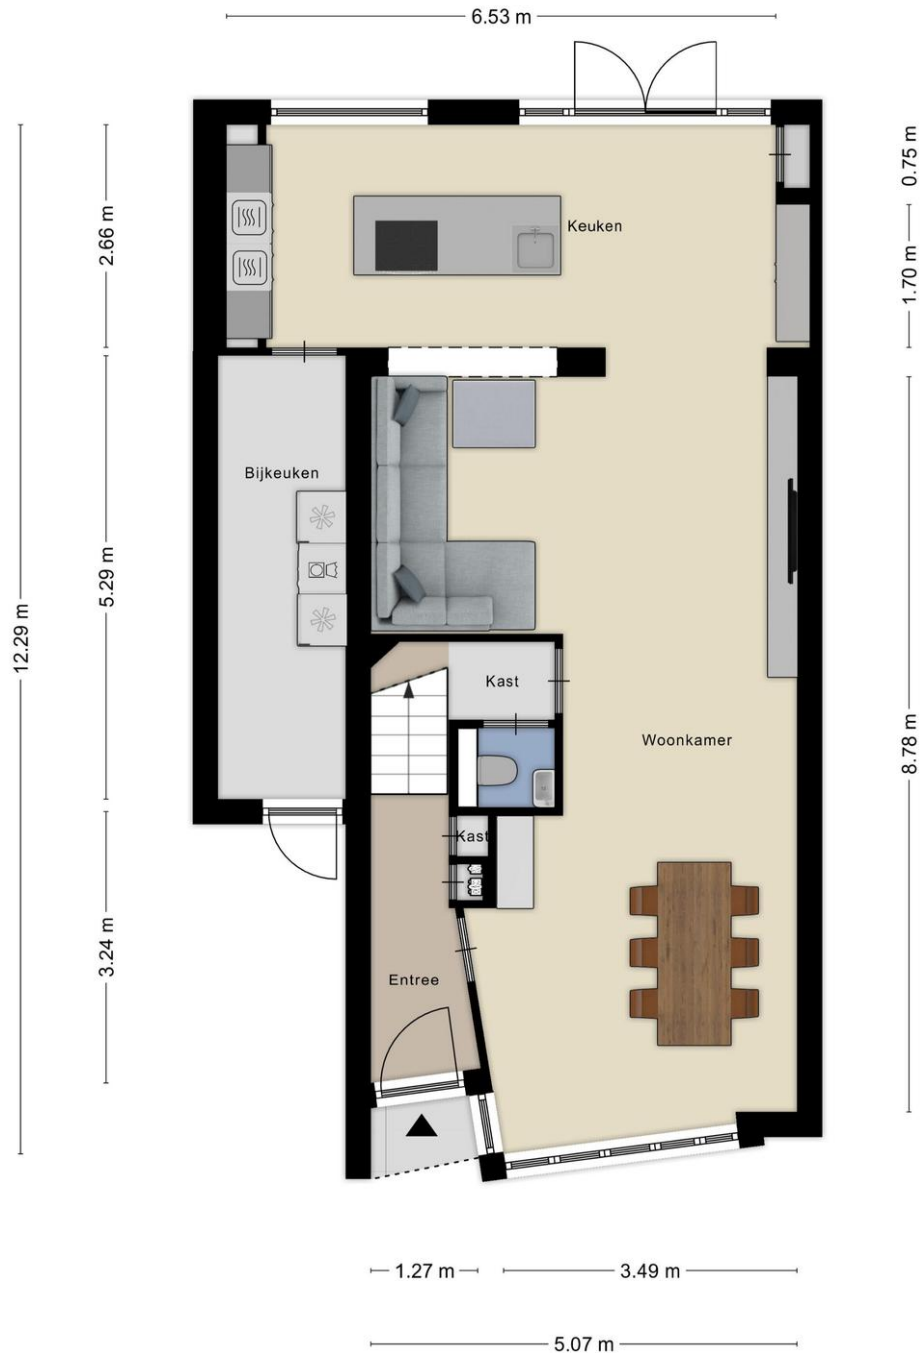 6.53 m
0.75 m
2.66 m
Keuken
1.70 m
Bijkeuken
5.29 m
12.29 m
Kast
Woonkamer
8.78 m
Kast
3.24 m
Entree
1.27 m
3.49 m
5.07 m